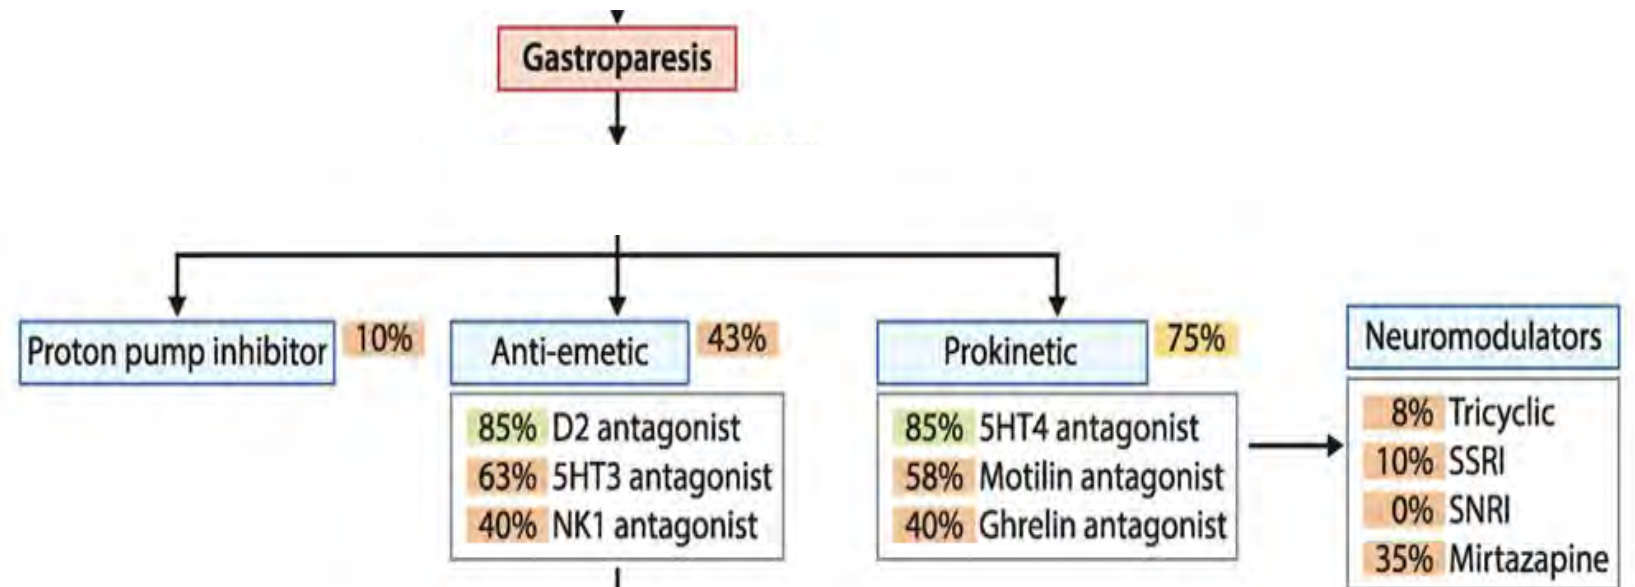 Gastroparesis
Proton pump inhibitor
10%
Anti-emetic
43%
85% D2 antagonist
63% 5HT3 antagonist
40% NK1 antagonist
Prokinetic
75%
85% 5HT4 antagonist
58% Motilin antagonist
40% Ghrelin antagonist
Neuromodulators
8% Tricyclic
10% SSRI
0% SNRI
35% Mirtazapine